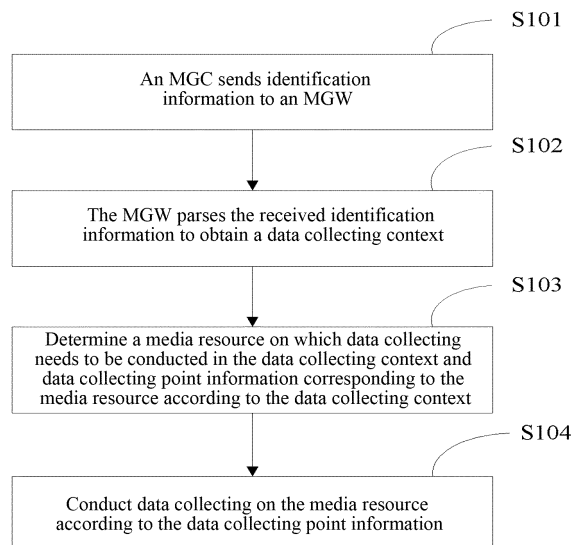 S101
An MGC sends identification
information to an MGW
S102
The MGW parses the received identification
information to obtain a data collecting context
S103
Determine a media resource on which data collecting
needs to be conducted in the data collecting context and
data collecting point information corresponding to the
media resource according to the data collecting context
S104
Conduct data collecting on the media resource
according to the data collecting point information